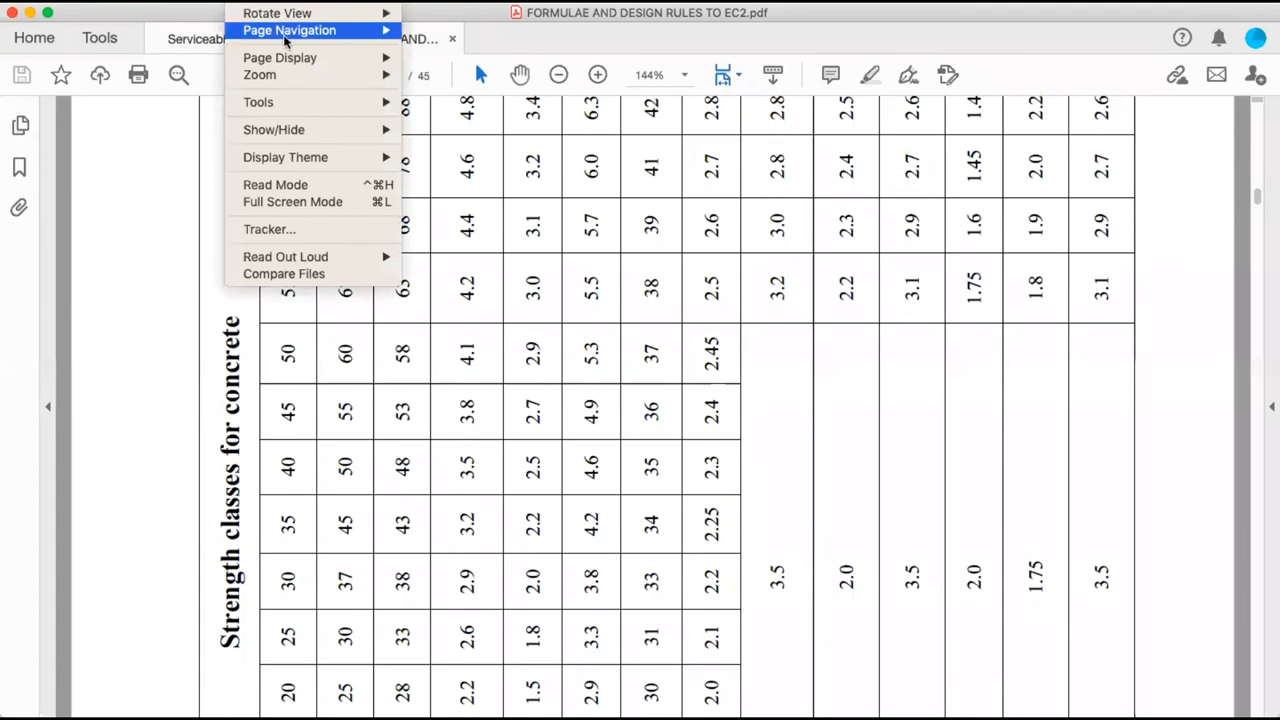 Rotate View
FORMULAE AND DESIGN RULES TO EC2.pdf
Page Navigation
Home
Tools
Serviceab
AND...
Page Display
Zoom
/ 45
144%
Tools
Show/Hide
Display Theme
Read Mode ^⌘H
Full Screen Mode ⌘L
Tracker...
Read Out Loud
Compare Files
Strength classes for concrete
4.8 3.4 6.3 42 2.8 2.8 2.5 2.6 1.4 2.2 2.6
4.6 3.2 6.0 41 2.7 2.8 2.4 2.7 1.45 2.0 2.7
4.4 3.1 5.7 39 2.6 3.0 2.3 2.9 1.6 1.9 2.9
4.2 3.0 5.5 38 2.5 3.2 2.2 3.1 1.75 1.8 3.1
50 60 58 4.1 2.9 5.3 37 2.45
45 55 53 3.8 2.7 4.9 36 2.4
40 50 48 3.5 2.5 4.6 35 2.3
35 45 43 3.2 2.2 4.2 34 2.25
30 37 38 2.9 2.0 3.8 33 2.2 3.5 2.0 3.5 2.0 1.75 3.5
25 30 33 2.6 1.8 3.3 31 2.1
20 25 28 2.2 1.5 2.9 30 2.0